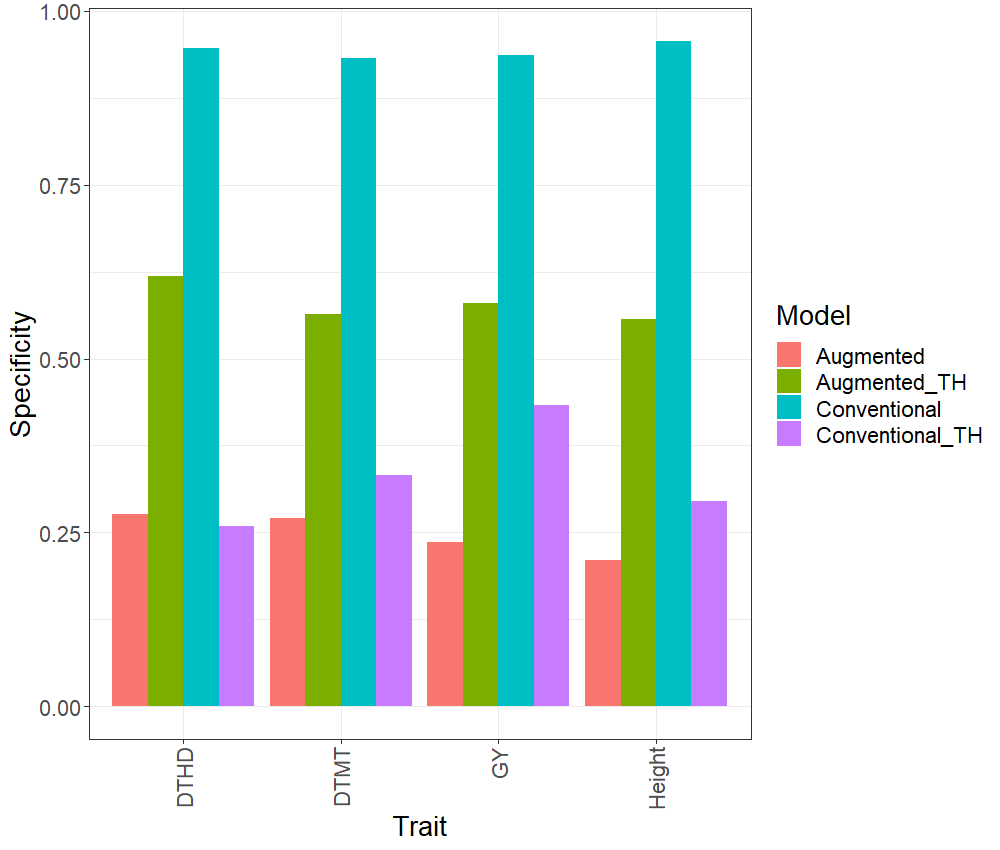 1.00
0.75
0.50
0.25
0.00
Specificity
DTHD
DTMT
GY
Height
Trait
Model
Augmented
Augmented_TH
Conventional
Conventional_TH